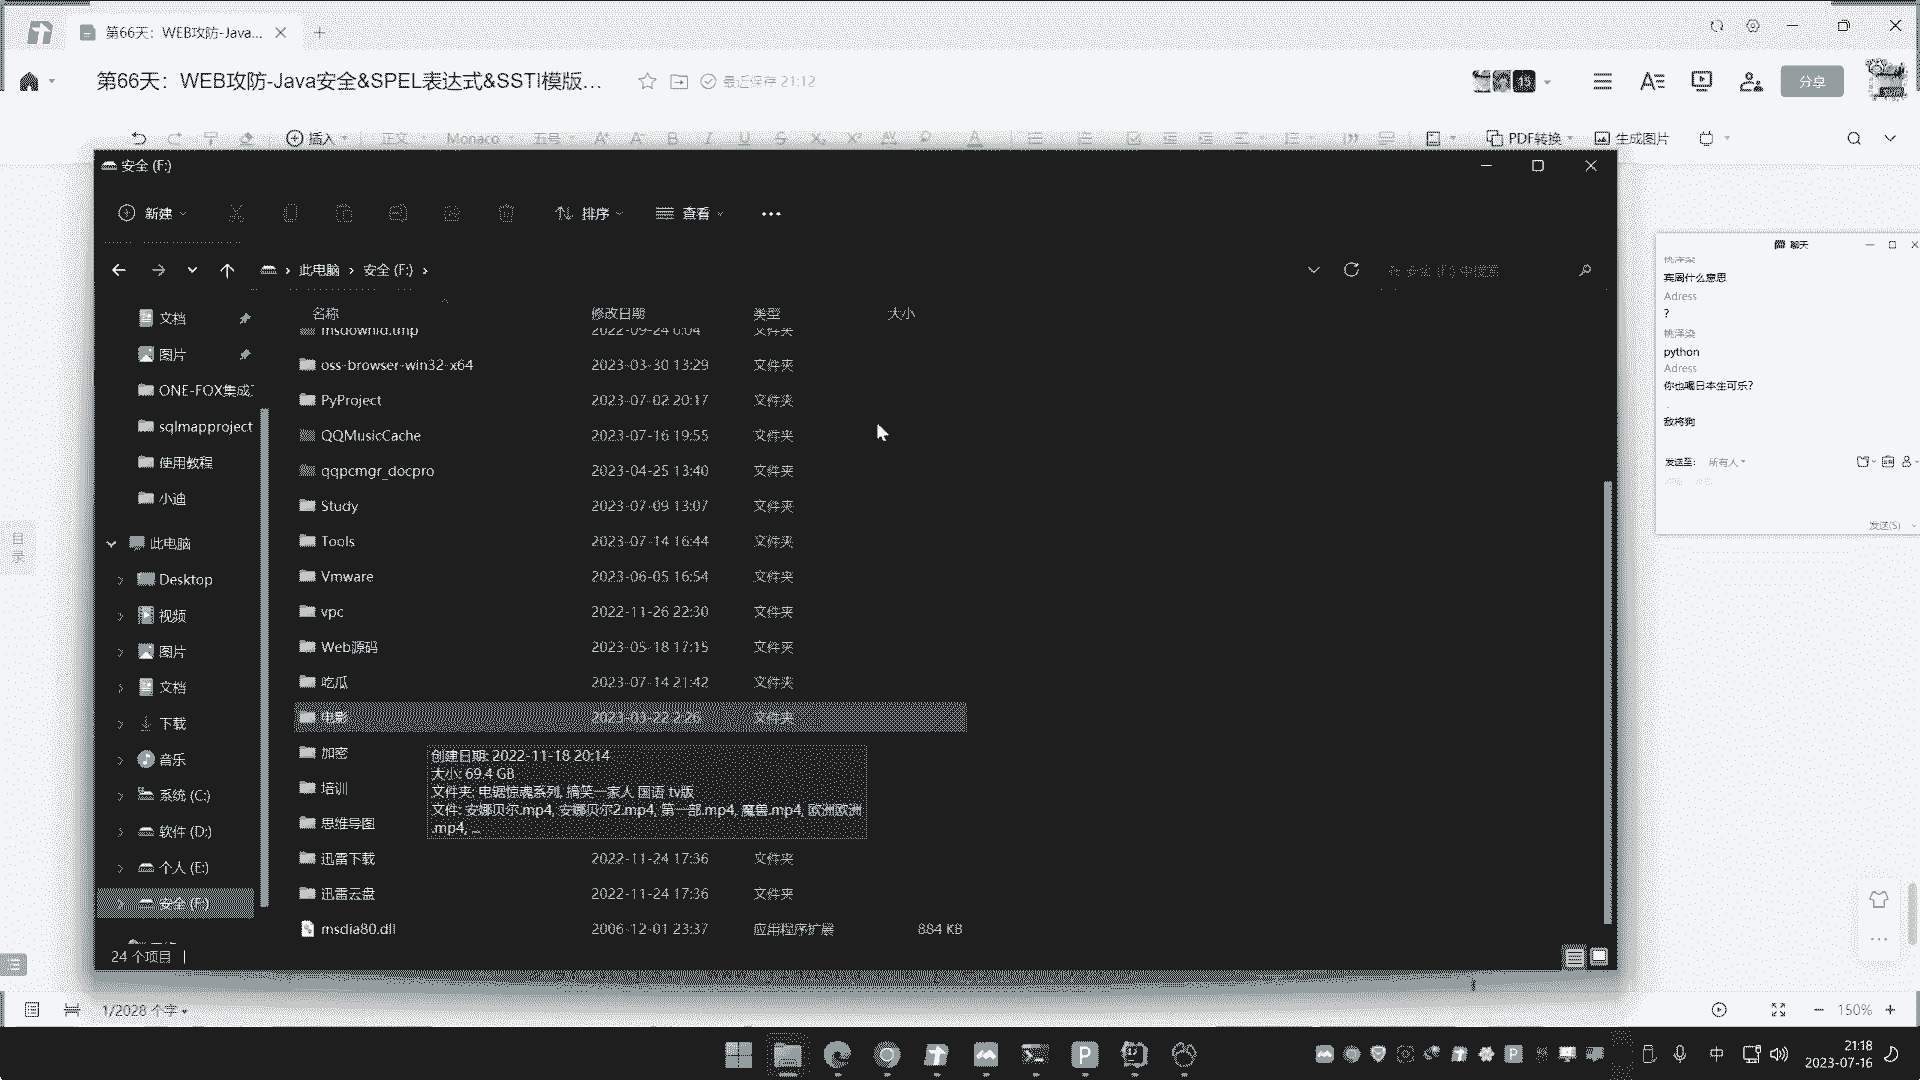 第66天：WEB攻防-Java...
第66天：WEB攻防-Java安全&SPEL表达式&SSTI模版...
最近保存 21:12
分享
插入
正文
Monaco
五号
PDF转换
生成图片
安全 (F:)
新建
排序
查看
此电脑
安全 (F:)
在 安全 (F:) 中搜索
名称 修改日期 类型 大小
文档
图片
ONE-FOX集成
sqlmapproject
使用教程
小迪
此电脑
Desktop
视频
图片
文档
下载
音乐
系统 (C:)
软件 (D:)
个人 (E:)
安全 (F:)
msdownld.tmp 2022-09-24 0:04 文件夹
oss-browser-win32-x64 2023-03-30 13:29 文件夹
PyProject 2023-07-02 20:17 文件夹
QQMusicCache 2023-07-16 19:55 文件夹
qqpcmgr_docpro 2023-04-25 13:40 文件夹
Study 2023-07-09 13:07 文件夹
Tools 2023-07-14 16:44 文件夹
Vmware 2023-06-05 16:54 文件夹
vpc 2022-11-26 22:30 文件夹
Web源码 2023-05-18 17:15 文件夹
吃瓜 2023-07-14 21:42 文件夹
电影 2023-03-22 2:26 文件夹
加密
培训
思维导图
迅雷下载 2022-11-24 17:36 文件夹
迅雷云盘 2022-11-24 17:36 文件夹
msdia80.dll 2006-12-01 23:37 应用程序扩展 884 KB
创建日期: 2022-11-18 20:14
大小: 69.4 GB
文件夹: 电锯惊魂系列, 搞笑一家人 国语 tv版
文件: 安娜贝尔.mp4, 安娜贝尔2.mp4, 第一部.mp4, 魔兽.mp4, 欧洲欧洲
.mp4, ...
24 个项目
聊天
桃泽染
宾周什么意思
Adress
?
桃泽染
python
Adress
你也喝日本生可乐?
敌将狗
发送至: 所有人
发送(S)
目
录
1/2028 个字
150%
中
21:18
2023-07-16